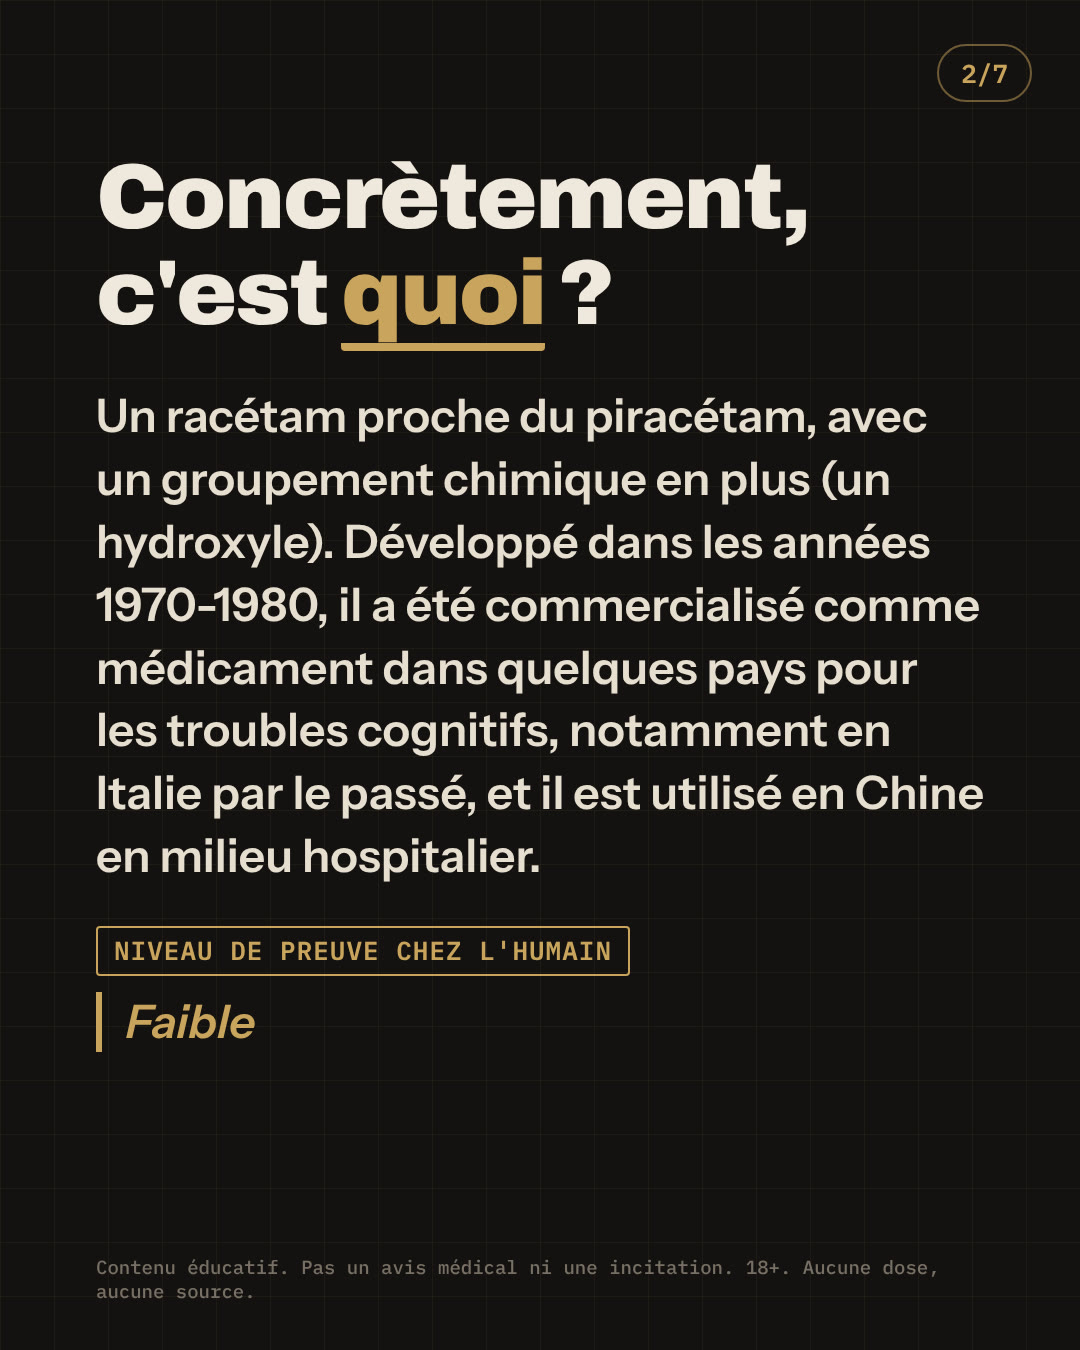 2/7
Concrètement,
c'est quoi ?
Un racétam proche du piracétam, avec
un groupement chimique en plus (un
hydroxyle). Développé dans les années
1970-1980, il a été commercialisé comme
médicament dans quelques pays pour
les troubles cognitifs, notamment en
Italie par le passé, et il est utilisé en Chine
en milieu hospitalier.
NIVEAU DE PREUVE CHEZ L'HUMAIN
Faible
Contenu éducatif. Pas un avis médical ni une incitation. 18+. Aucune dose,
aucune source.